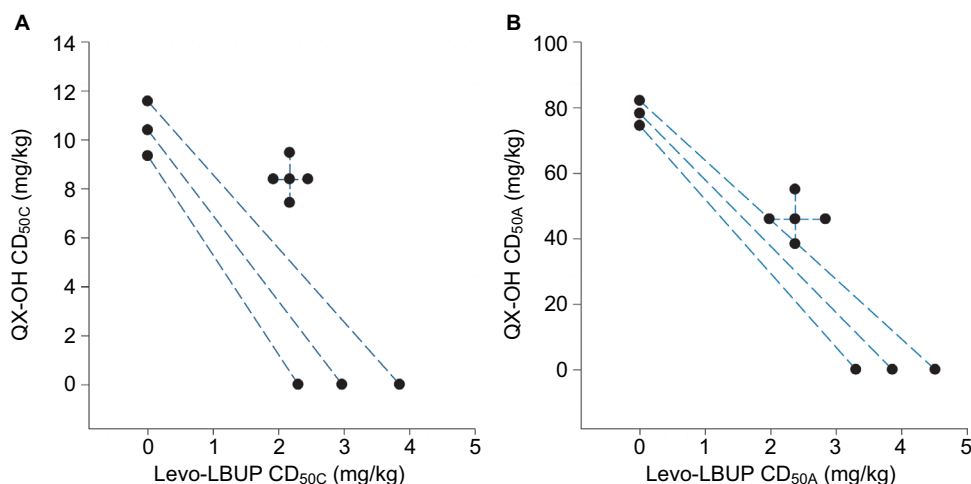 A
14
12
10
8
6
4
2
0
QX-OH CD50C (mg/kg)
0 1 2 3 4 5
Levo-LBUP CD50C (mg/kg)
B
100
80
60
40
20
0
QX-OH CD50A (mg/kg)
0 1 2 3 4 5
Levo-LBUP CD50A (mg/kg)